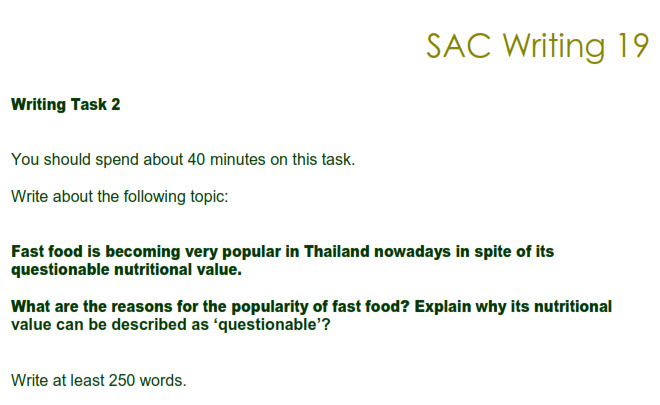 SAC Writing 19
Writing Task 2
You should spend about 40 minutes on this task.
Write about the following topic:
Fast food is becoming very popular in Thailand nowadays in spite of its
questionable nutritional value.
What are the reasons for the popularity of fast food? Explain why its nutritional
value can be described as ‘questionable’?
Write at least 250 words.